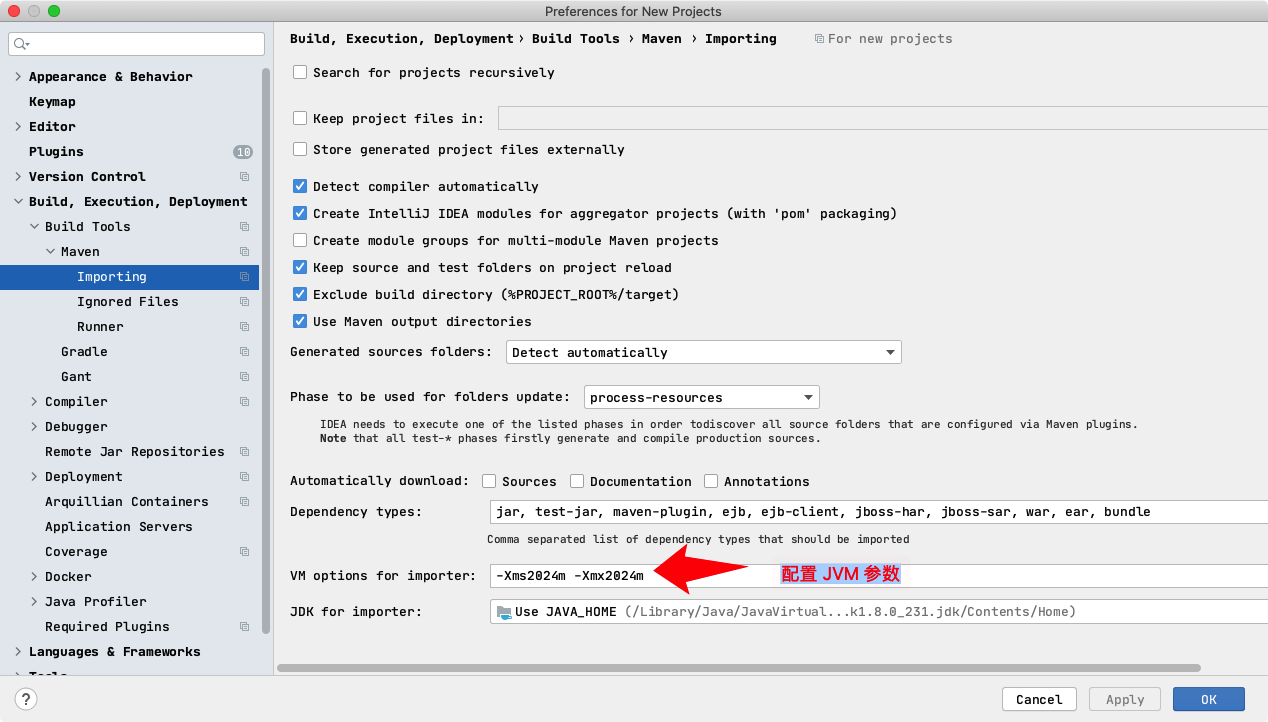 Preferences for New Projects
Appearance & Behavior
Keymap
Editor
Plugins 10
Version Control
Build, Execution, Deployment
Build Tools
Maven
Importing
Ignored Files
Runner
Gradle
Gant
Compiler
Debugger
Remote Jar Repositories
Deployment
Arquillian Containers
Application Servers
Coverage
Docker
Java Profiler
Required Plugins
Languages & Frameworks
Tools
Build, Execution, Deployment › Build Tools › Maven › Importing For new projects
Search for projects recursively
Keep project files in:
Store generated project files externally
Detect compiler automatically
Create IntelliJ IDEA modules for aggregator projects (with 'pom' packaging)
Create module groups for multi-module Maven projects
Keep source and test folders on project reload
Exclude build directory (%PROJECT_ROOT%/target)
Use Maven output directories
Generated sources folders: Detect automatically
Phase to be used for folders update: process-resources
IDEA needs to execute one of the listed phases in order todiscover all source folders that are configured via Maven plugins.
Note that all test-* phases firstly generate and compile production sources.
Automatically download: Sources Documentation Annotations
Dependency types: jar, test-jar, maven-plugin, ejb, ejb-client, jboss-har, jboss-sar, war, ear, bundle
Comma separated list of dependency types that should be imported
VM options for importer: -Xms2024m -Xmx2024m 配置 JVM 参数
JDK for importer: Use JAVA_HOME (/Library/Java/JavaVirtual...k1.8.0_231.jdk/Contents/Home)
? Cancel Apply OK